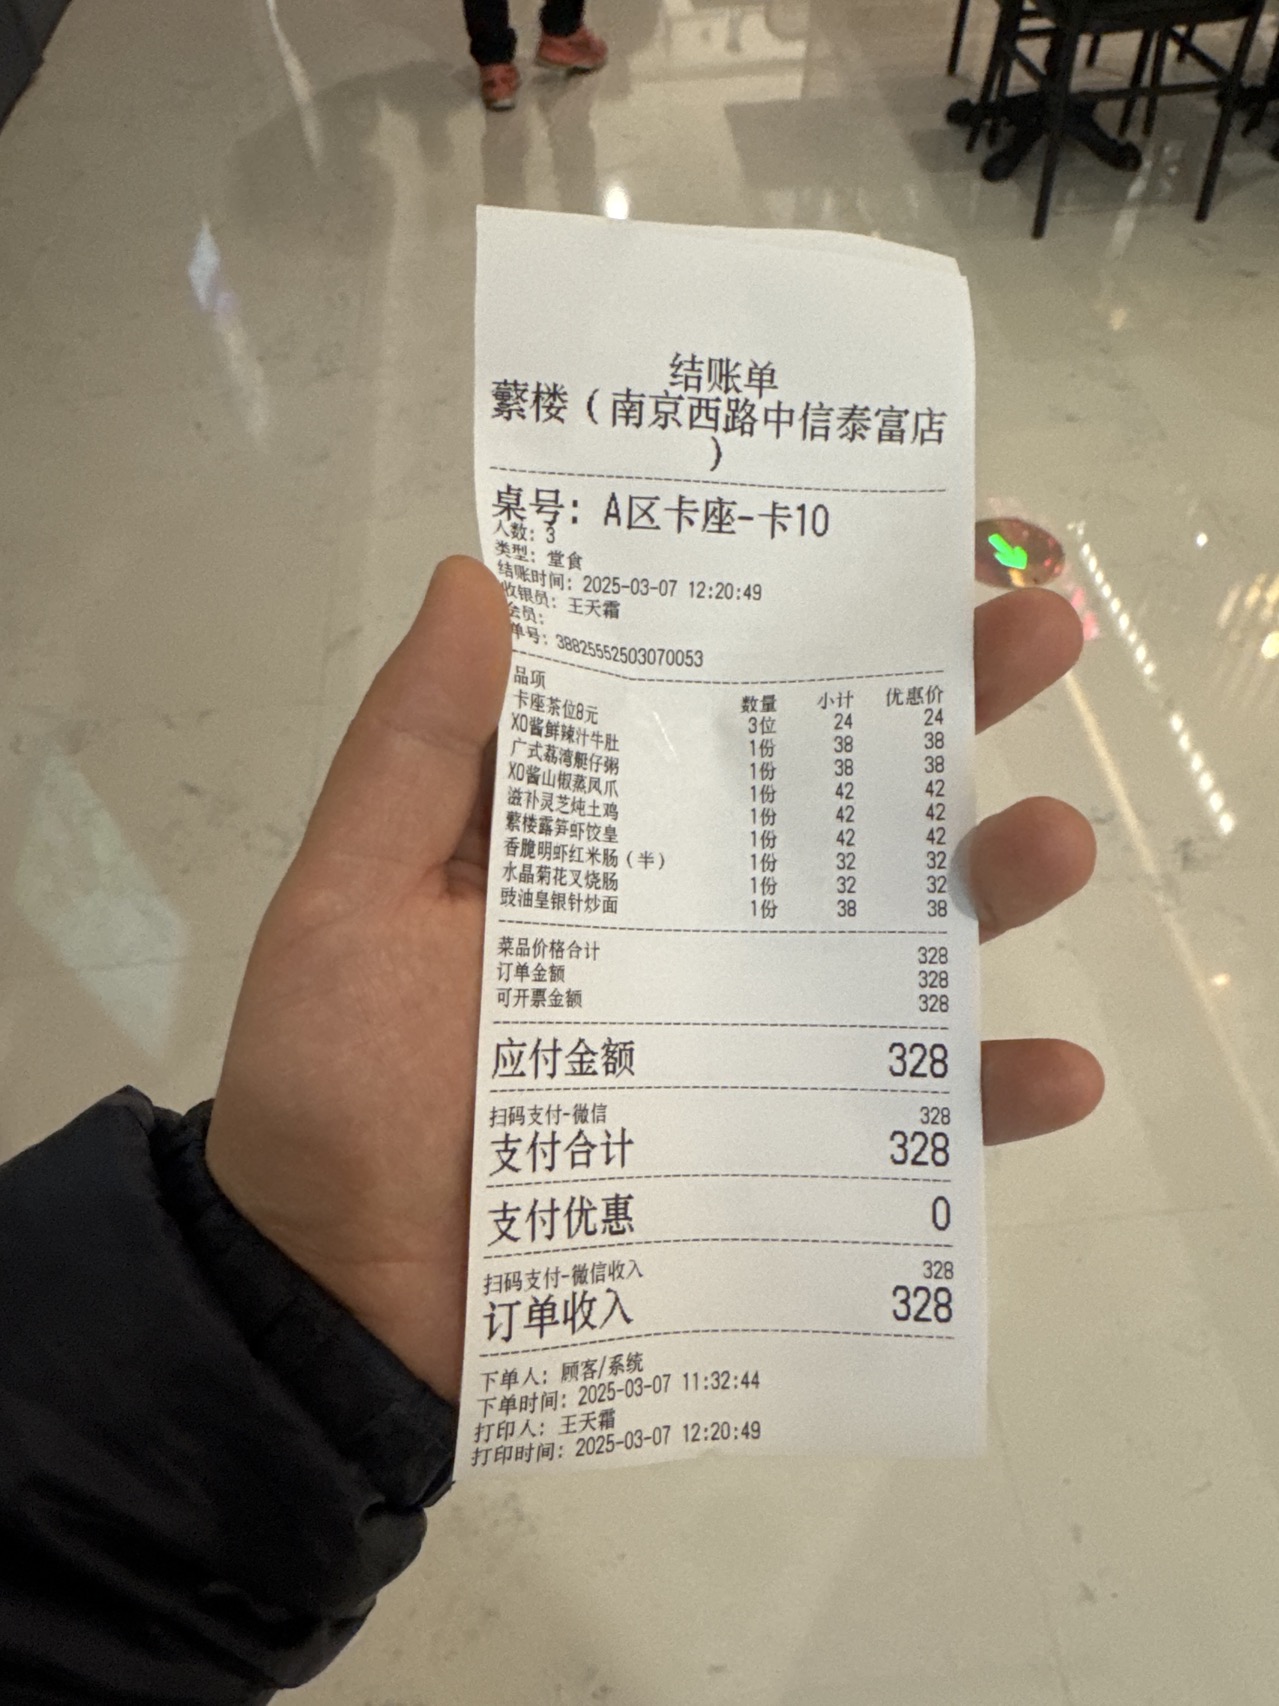 结账单
蘩楼（南京西路中信泰富店
）
桌号：A区卡座-卡10
人数：3
类型：堂食
结账时间：2025-03-07 12:20:49
收银员：王天霜
会员：
单号：38825552503070053
品项 数量 小计 优惠价
卡座茶位8元 3位 24 24
XO酱鲜辣汁牛肚 1份 38 38
广式荔湾艇仔粥 1份 38 38
XO酱山椒蒸凤爪 1份 42 42
滋补灵芝炖土鸡 1份 42 42
蘩楼露笋虾饺皇 1份 42 42
香脆明虾红米肠（半） 1份 32 32
水晶菊花叉烧肠 1份 32 32
豉油皇银针炒面 1份 38 38
菜品价格合计 328
订单金额 328
可开票金额 328
应付金额 328
扫码支付-微信 328
支付合计 328
支付优惠 0
扫码支付-微信收入 328
订单收入 328
下单人：顾客/系统
下单时间：2025-03-07 11:32:44
打印人：王天霜
打印时间：2025-03-07 12:20:49